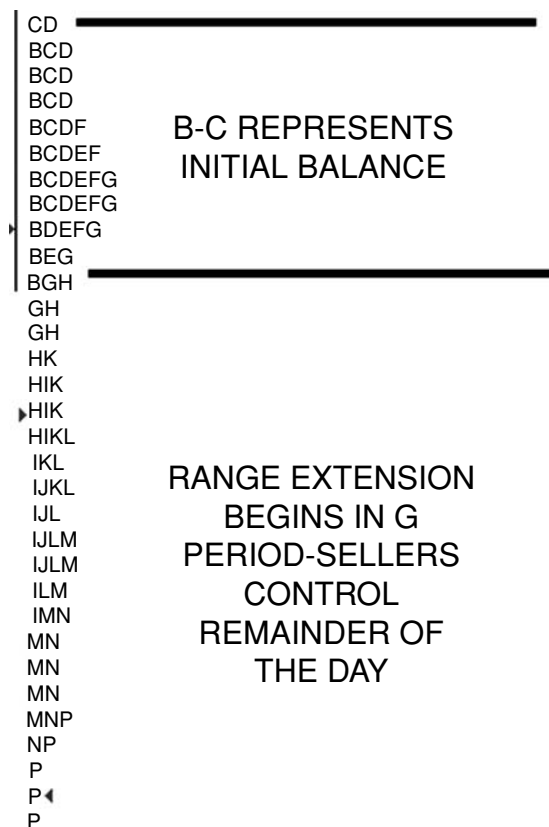 CD
BCD
BCD
BCD
BCDF
BCDEF
BCDEFG
BCDEFG
BDEFG
BEG
BGH
GH
GH
HK
HIK
HIK
HIKL
IKL
IJKL
IJL
IJLM
IJLM
ILM
IMN
MN
MN
MN
MNP
NP
P
P
P
B-C REPRESENTS
INITIAL BALANCE
RANGE EXTENSION
BEGINS IN G
PERIOD-SELLERS
CONTROL
REMAINDER OF
THE DAY